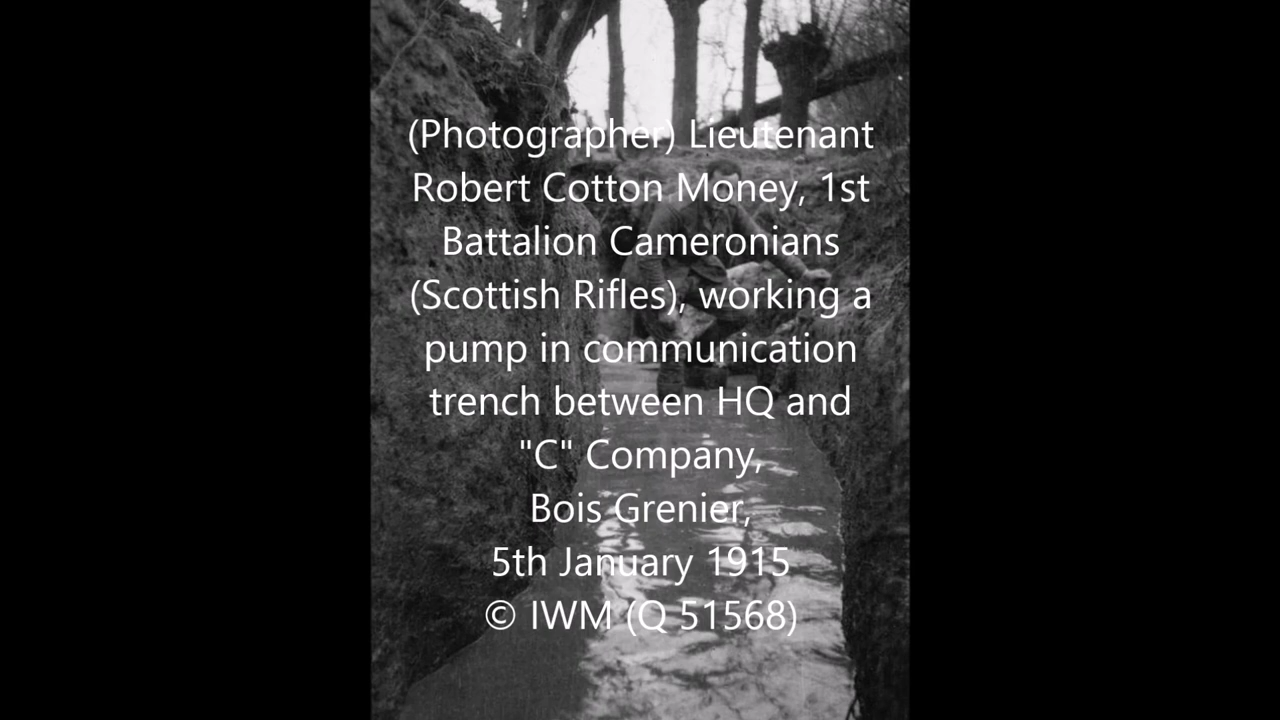 (Photographer) Lieutenant
Robert Cotton Money, 1st
Battalion Cameronians
(Scottish Rifles), working a
pump in communication
trench between HQ and
"C" Company,
Bois Grenier,
5th January 1915
© IWM (Q 51568)